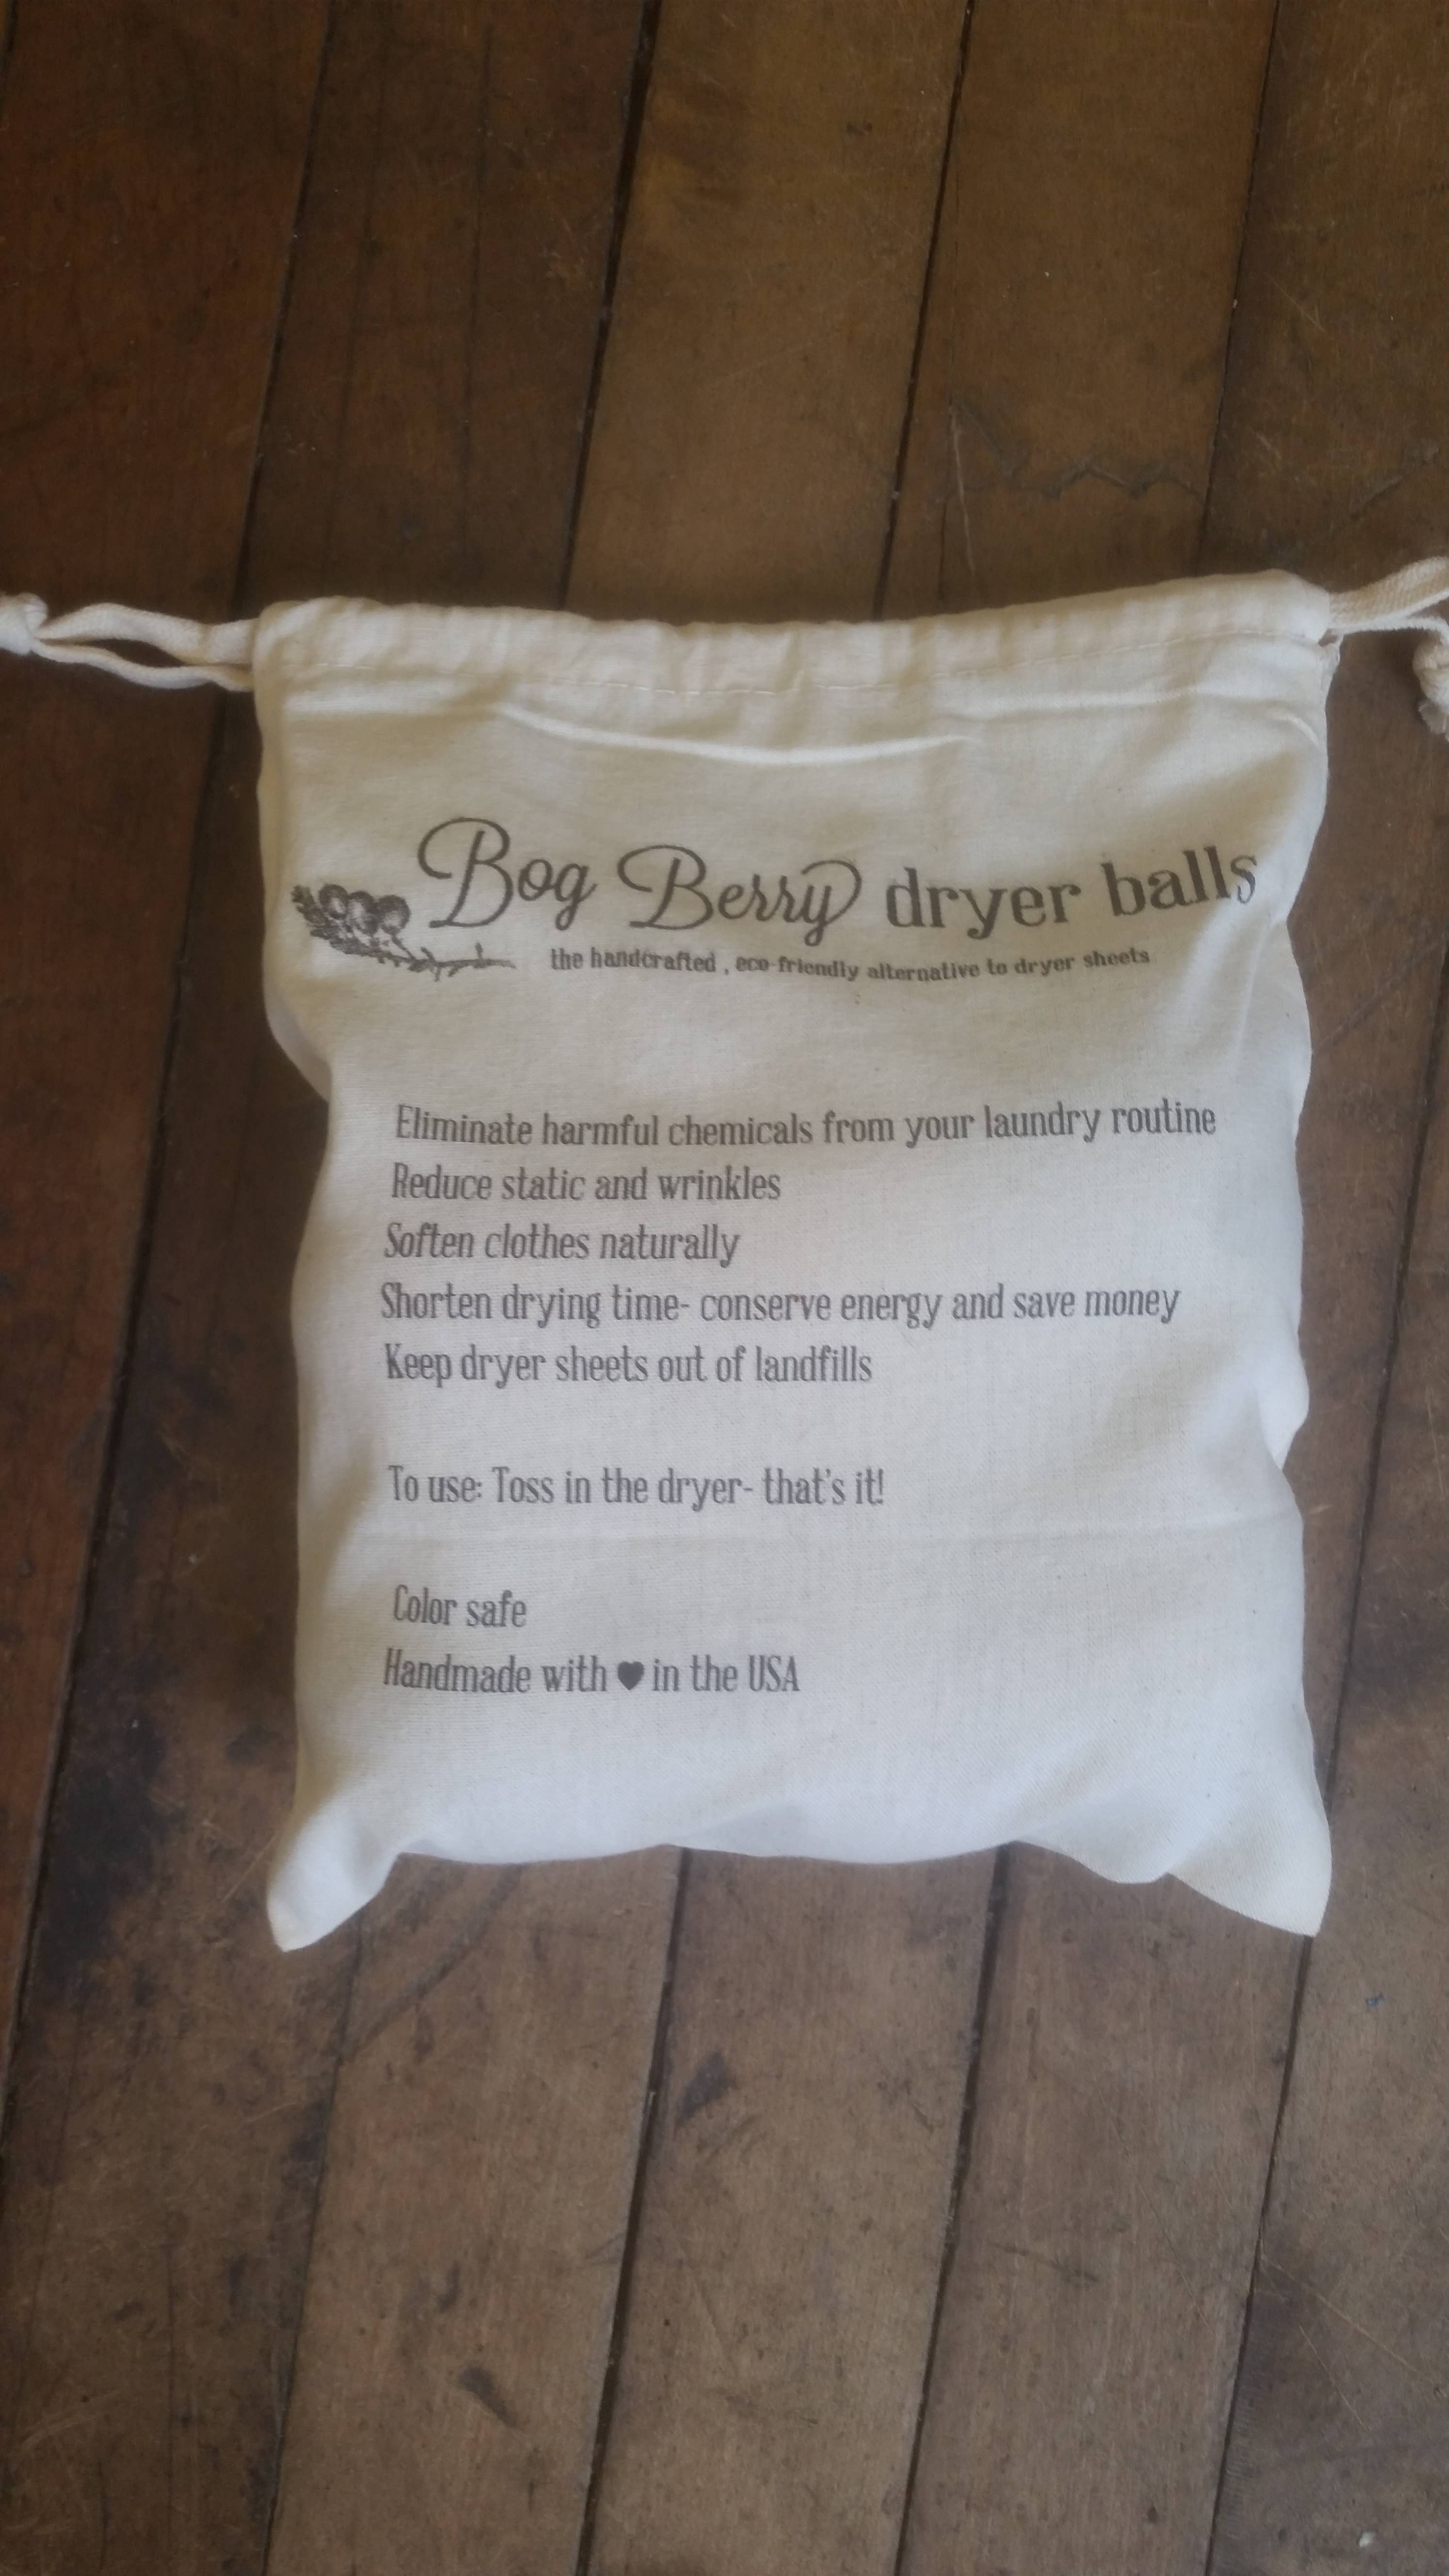 Bog Berry dryer balls
the handcrafted , eco-friendly alternative to dryer sheets
Eliminate harmful chemicals from your laundry routine
Reduce static and wrinkles
Soften clothes naturally
Shorten drying time- conserve energy and save money
Keep dryer sheets out of landfills
To use: Toss in the dryer- that's it!
Color safe
Handmade with ♥ in the USA